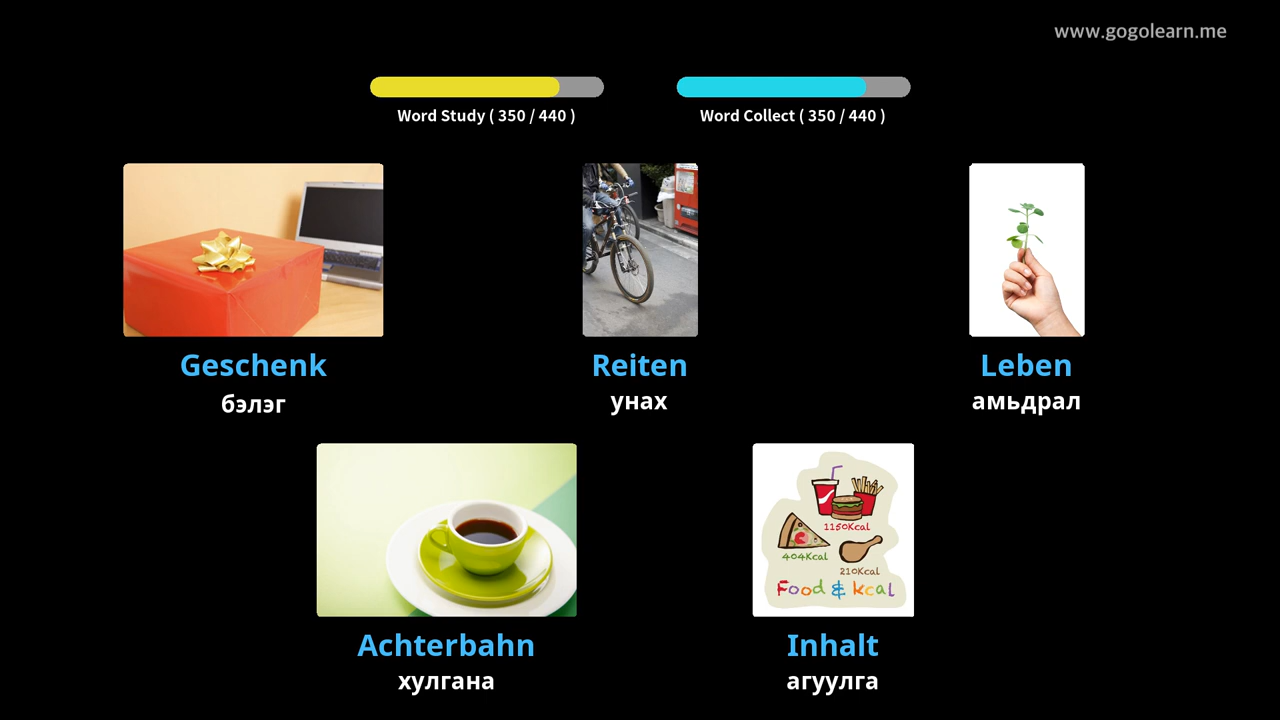 www.gogolearn.me
Word Study ( 350 / 440 )
Word Collect ( 350 / 440 )
Geschenk
бэлэг
Reiten
унах
Leben
амьдрал
1150Kcal
404Kcal
210Kcal
Food & kcal
Achterbahn
хулгана
Inhalt
агуулга